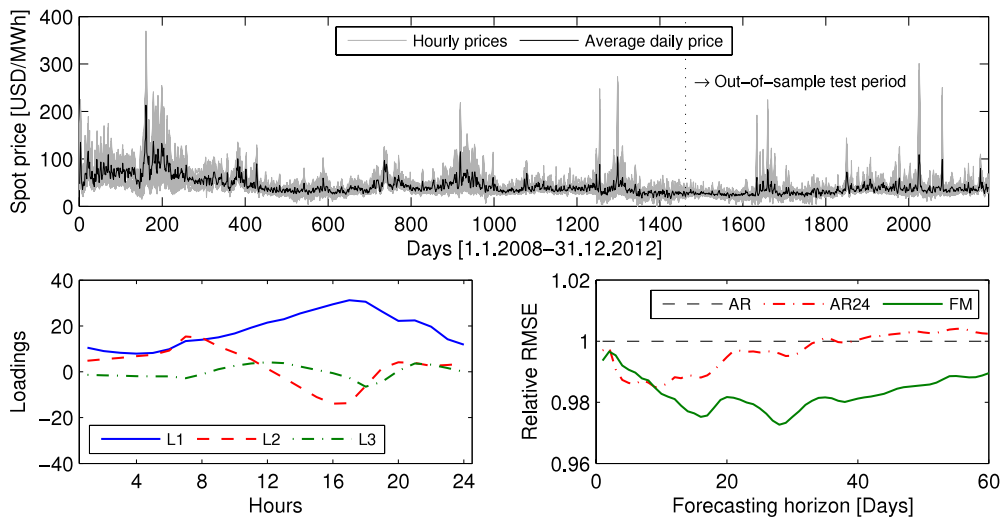 Spot price [USD/MWh]
400
300
200
100
0
Hourly prices
Average daily price
→ Out−of−sample test period
0 200 400 600 800 1000 1200 1400 1600 1800 2000
Days [1.1.2008−31.12.2012]
Loadings
40
20
0
−20
−40
L1 L2 L3
4 8 12 16 20 24
Hours
Relative RMSE
1.02
1
0.98
0.96
AR AR24 FM
0 20 40 60
Forecasting horizon [Days]